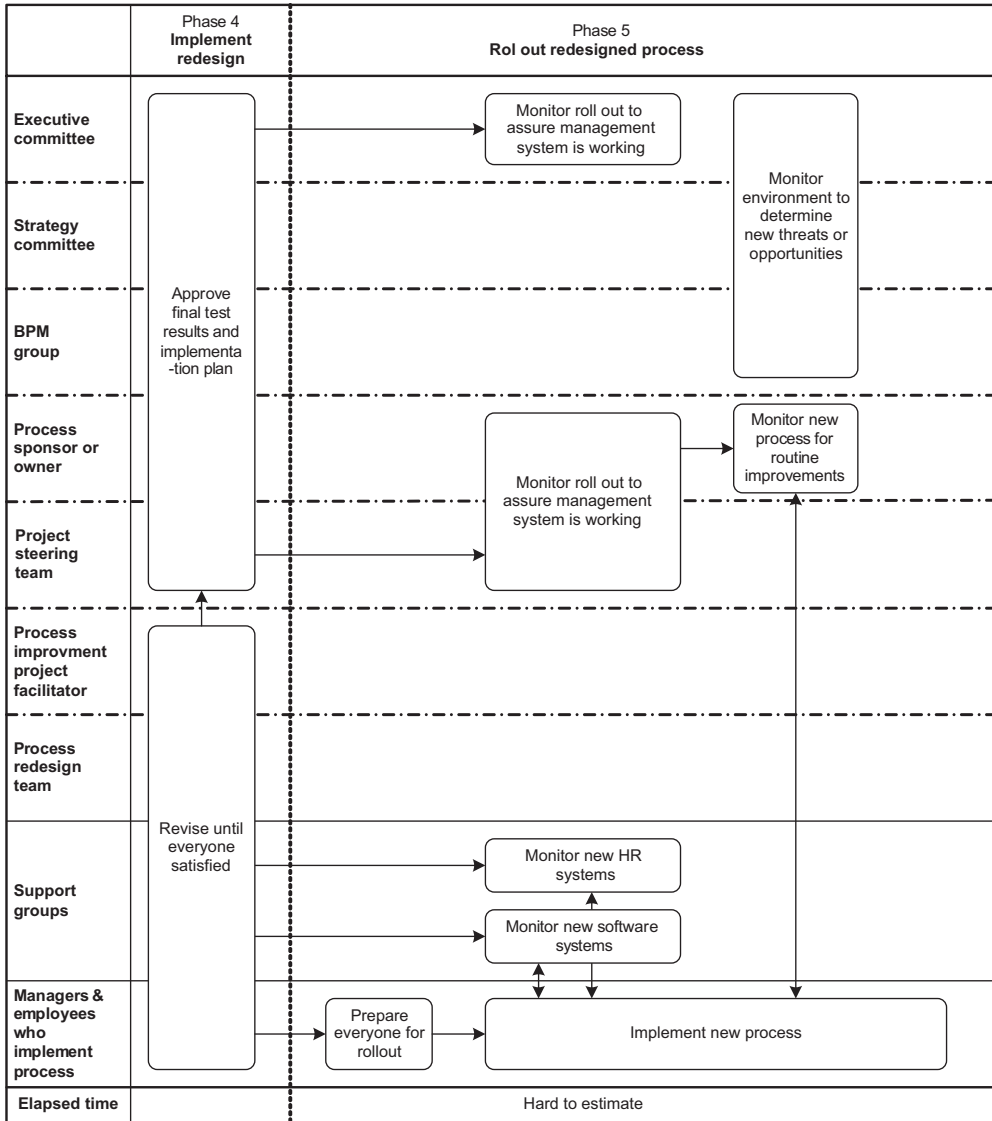 Phase 4
Implement
redesign
Phase 5
Rol out redesigned process
Executive
committee
Monitor roll out to
assure management
system is working
Monitor
environment to
determine
new threats or
opportunities
Strategy
committee
Approve
final test
results and
implementa
-tion plan
BPM
group
Process
sponsor or
owner
Monitor roll out to
assure management
system is working
Monitor new
process for
routine
improvements
Project
steering
team
Process
improvment
project
facilitator
Process
redesign
team
Revise until
everyone
satisfied
Support
groups
Monitor new HR
systems
Monitor new software
systems
Managers &
employees
who
implement
process
Prepare
everyone for
rollout
Implement new process
Elapsed time
Hard to estimate